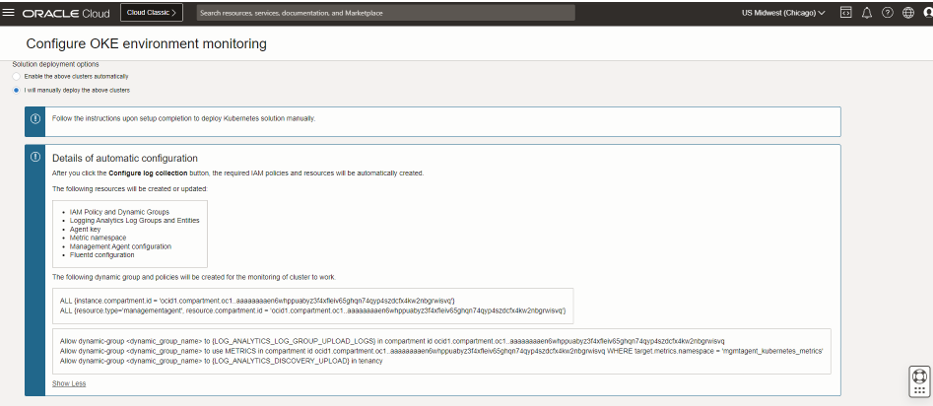 ORACLE Cloud
Cloud Classic >
Search resources, services, documentation, and Marketplace
US Midwest (Chicago)
Configure OKE environment monitoring
Solution deployment options
Enable the above clusters automatically
I will manually deploy the above clusters
Follow the instructions upon setup completion to deploy Kubernetes solution manually.
Details of automatic configuration
After you click the Configure log collection button, the required IAM policies and resources will be automatically created.
The following resources will be created or updated:
• IAM Policy and Dynamic Groups
• Logging Analytics Log Groups and Entities
• Agent key
• Metric namespace
• Management Agent configuration
• Fluentd configuration
The following dynamic group and policies will be created for the monitoring of cluster to work.
ALL {instance.compartment.id = 'ocid1.compartment.oc1..aaaaaaaaen6whppuabyz3f4xfleiv65ghqn74qyp4szdcfx4kw2nbgrwisvq'}
ALL {resource.type='managementagent', resource.compartment.id = 'ocid1.compartment.oc1..aaaaaaaaen6whppuabyz3f4xfleiv65ghqn74qyp4szdcfx4kw2nbgrwisvq'}
Allow dynamic-group <dynamic_group_name> to {LOG_ANALYTICS_LOG_GROUP_UPLOAD_LOGS} in compartment id ocid1.compartment.oc1..aaaaaaaaen6whppuabyz3f4xfleiv65ghqn74qyp4szdcfx4kw2nbgrwisvq
Allow dynamic-group <dynamic_group_name> to use METRICS in compartment id ocid1.compartment.oc1..aaaaaaaaen6whppuabyz3f4xfleiv65ghqn74qyp4szdcfx4kw2nbgrwisvq WHERE target.metrics.namespace = 'mgmtagent_kubernetes_metrics'
Allow dynamic-group <dynamic_group_name> to {LOG_ANALYTICS_DISCOVERY_UPLOAD} in tenancy
Show Less